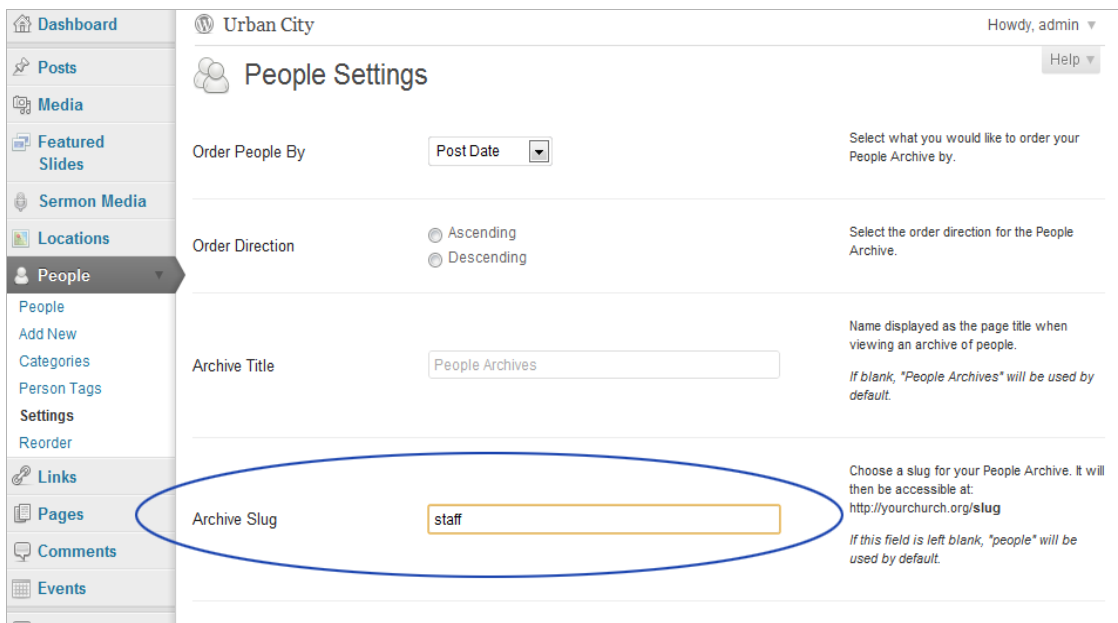 Dashboard
Posts
Media
Featured
Slides
Sermon Media
Locations
People
People
Add New
Categories
Person Tags
Settings
Reorder
Links
Pages
Comments
Events
Urban City
Howdy, admin
Help
People Settings
Order People By
Post Date
Select what you would like to order your
People Archive by.
Order Direction
Ascending
Descending
Select the order direction for the People
Archive.
Archive Title
People Archives
Name displayed as the page title when
viewing an archive of people.
If blank, "People Archives" will be used by
default.
Archive Slug
staff
Choose a slug for your People Archive. It will
then be accessible at:
http://yourchurch.org/slug
If this field is left blank, "people" will be
used by default.